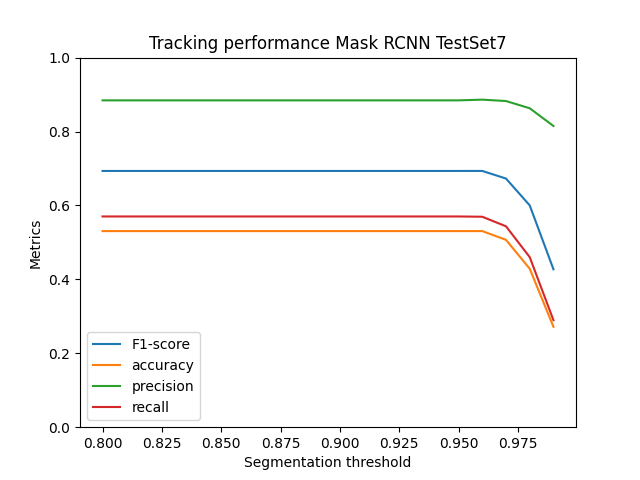 Tracking performance Mask RCNN TestSet7
1.0
0.8
0.6
0.4
0.2
0.0
Metrics
F1-score
accuracy
precision
recall
0.800 0.825 0.850 0.875 0.900 0.925 0.950 0.975
Segmentation threshold